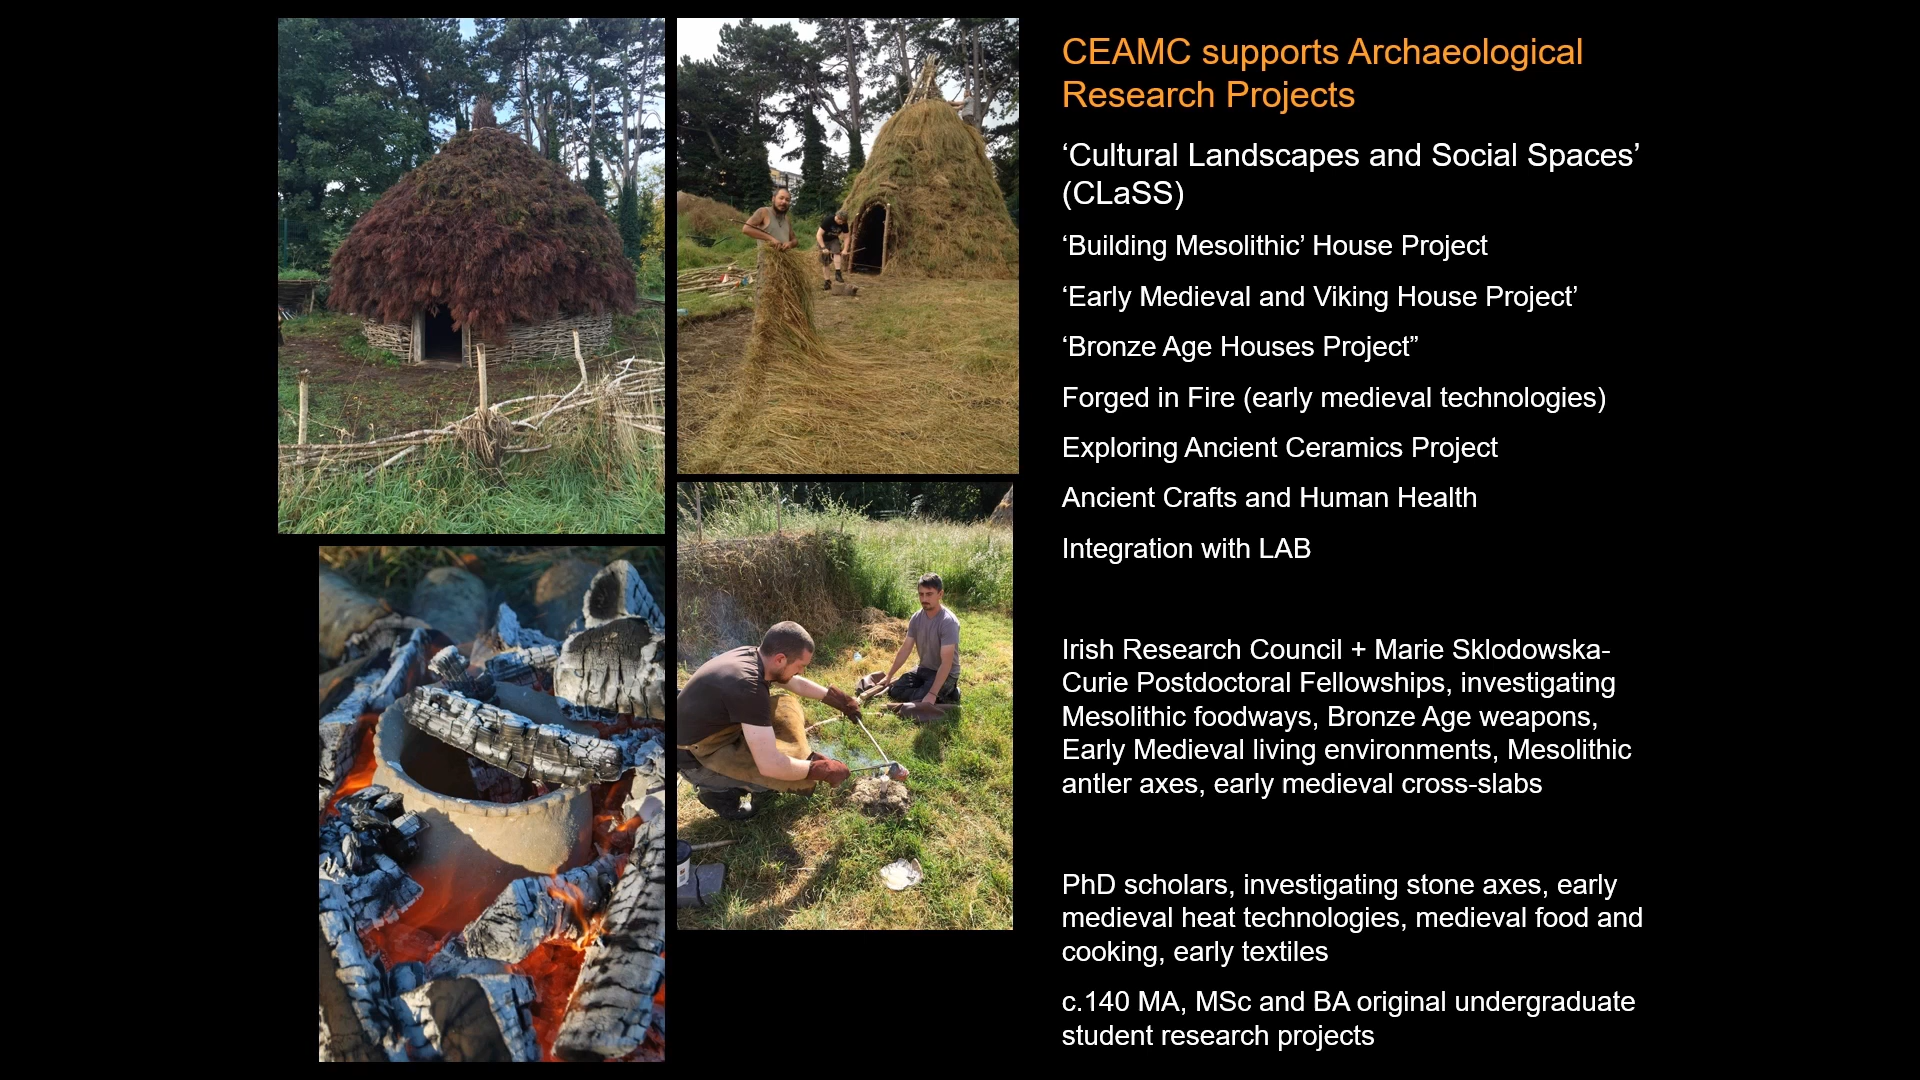 CEAMC supports Archaeological
Research Projects
‘Cultural Landscapes and Social Spaces’
(CLaSS)
‘Building Mesolithic’ House Project
‘Early Medieval and Viking House Project’
‘Bronze Age Houses Project”
Forged in Fire (early medieval technologies)
Exploring Ancient Ceramics Project
Ancient Crafts and Human Health
Integration with LAB
Irish Research Council + Marie Sklodowska-
Curie Postdoctoral Fellowships, investigating
Mesolithic foodways, Bronze Age weapons,
Early Medieval living environments, Mesolithic
antler axes, early medieval cross-slabs
PhD scholars, investigating stone axes, early
medieval heat technologies, medieval food and
cooking, early textiles
c.140 MA, MSc and BA original undergraduate
student research projects